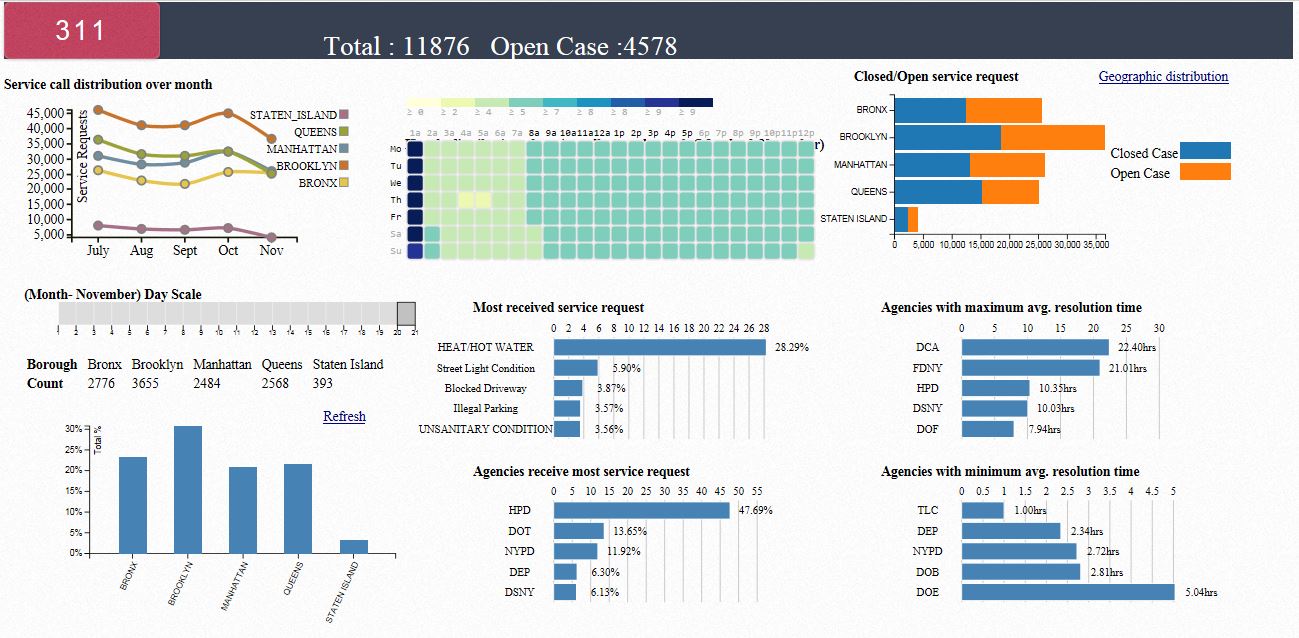 311
Total : 11876 Open Case :4578
Service call distribution over month
45,000
40,000
35,000
30,000
25,000
20,000
15,000
10,000
5,000
Service Requests
July Aug Sept Oct Nov
STATEN_ISLAND
QUEENS
MANHATTAN
BROOKLYN
BRONX
≥ 0 ≥ 2 ≥ 4 ≥ 5 ≥ 7 ≥ 8 ≥ 8 ≥ 9 ≥ 9
1a 2a 3a 4a 5a 6a 7a 8a 9a 10a 11a 12a 1p 2p 3p 4p 5p 6p 7p 8p 9p 10p 11p 12p
Mo
Tu
We
Th
Fr
Sa
Su
Closed/Open service request
Geographic distribution
BRONX
BROOKLYN
MANHATTAN
QUEENS
STATEN ISLAND
0 5,000 10,000 15,000 20,000 25,000 30,000 35,000
Closed Case
Open Case
(Month- November) Day Scale
1 2 3 4 5 6 7 8 9 10 11 12 13 14 15 16 17 18 19 20 21
Borough Bronx Brooklyn Manhattan Queens Staten Island
Count 2776 3655 2484 2568 393
Refresh
30%
25%
20%
15%
10%
5%
0%
Total %
BRONX
BROOKLYN
MANHATTAN
QUEENS
STATEN ISLAND
Most received service request
0 2 4 6 8 10 12 14 16 18 20 22 24 26 28
HEAT/HOT WATER 28.29%
Street Light Condition 5.90%
Blocked Driveway 3.87%
Illegal Parking 3.57%
UNSANITARY CONDITION 3.56%
Agencies receive most service request
0 5 10 15 20 25 30 35 40 45 50 55
HPD 47.69%
DOT 13.65%
NYPD 11.92%
DEP 6.30%
DSNY 6.13%
Agencies with maximum avg. resolution time
0 5 10 15 20 25 30
DCA 22.40hrs
FDNY 21.01hrs
HPD 10.35hrs
DSNY 10.03hrs
DOF 7.94hrs
Agencies with minimum avg. resolution time
0 0.5 1 1.5 2 2.5 3 3.5 4 4.5 5
TLC 1.00hrs
DEP 2.34hrs
NYPD 2.72hrs
DOB 2.81hrs
DOE 5.04hrs